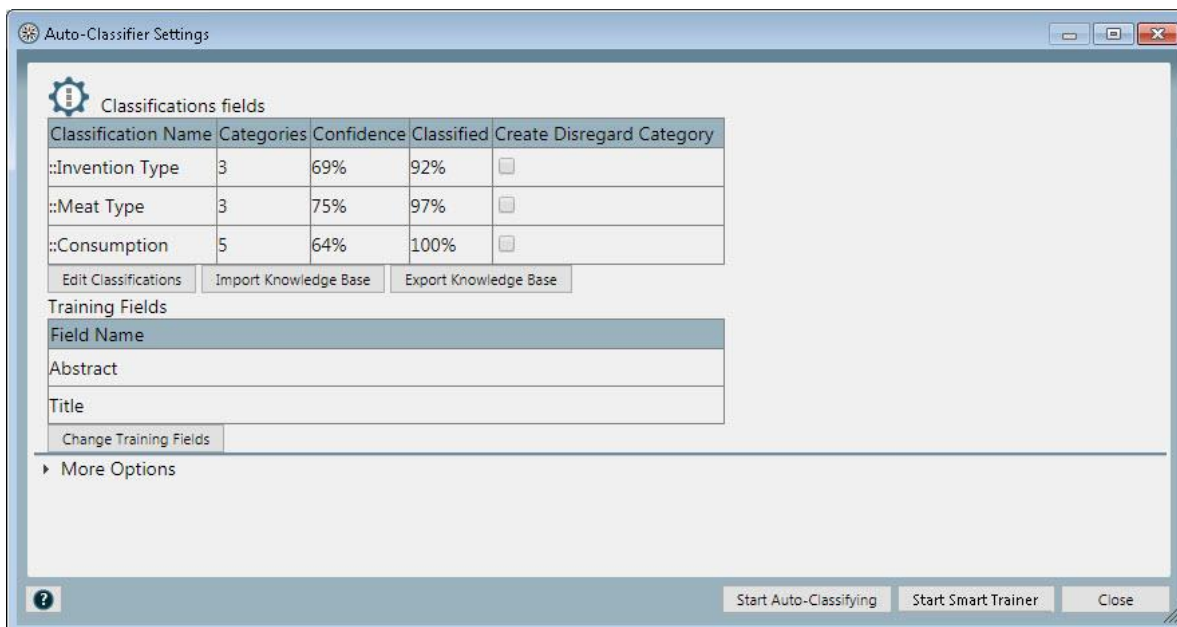 Auto-Classifier Settings
Classifications fields
Classification Name Categories Confidence Classified Create Disregard Category
::Invention Type 3 69% 92%
::Meat Type 3 75% 97%
::Consumption 5 64% 100%
Edit Classifications Import Knowledge Base Export Knowledge Base
Training Fields
Field Name
Abstract
Title
Change Training Fields
More Options
? Start Auto-Classifying Start Smart Trainer Close